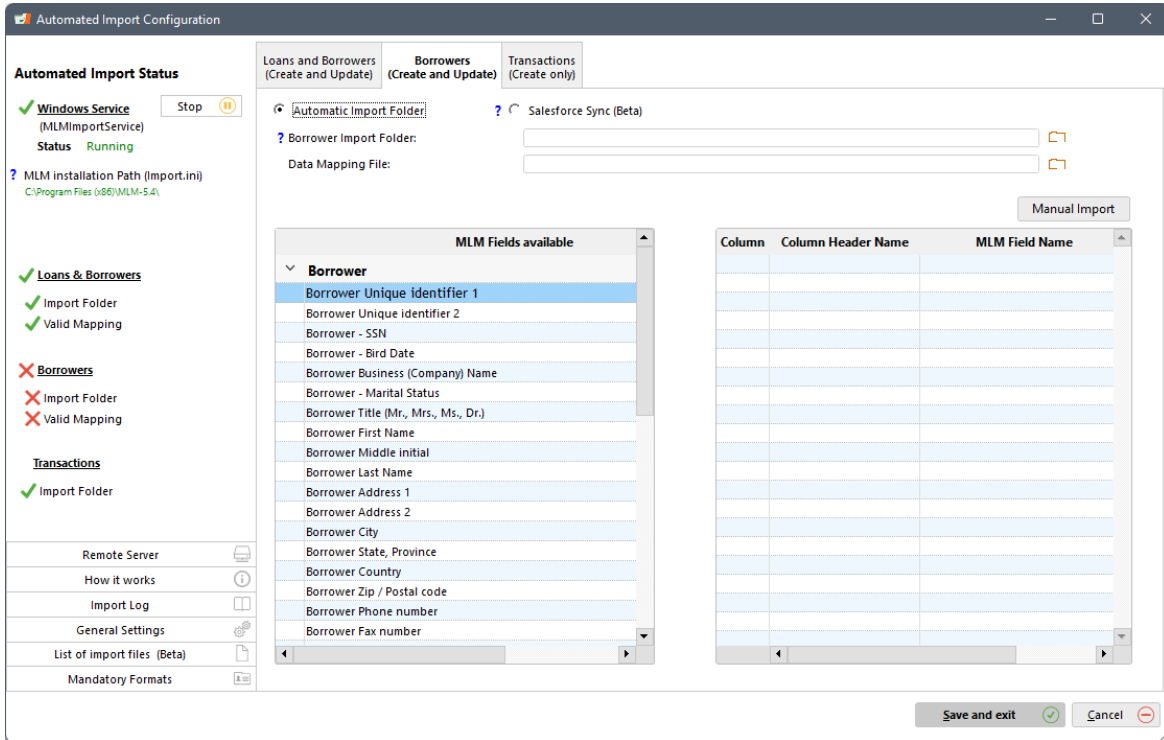 Automated Import Configuration
Automated Import Status
Windows Service
Stop
(MLMImportService)
Status Running
? MLM installation Path (Import.ini)
C:\Program Files (x86)\MLM-5.4\
Loans & Borrowers
Import Folder
Valid Mapping
Borrowers
Import Folder
Valid Mapping
Transactions
Import Folder
Remote Server
How it works
Import Log
General Settings
List of import files (Beta)
Mandatory Formats
Loans and Borrowers
(Create and Update)
Borrowers
(Create and Update)
Transactions
(Create only)
Automatic Import Folder
? Salesforce Sync (Beta)
? Borrower Import Folder:
Data Mapping File:
Manual Import
MLM Fields available
Borrower
Borrower Unique identifier 1
Borrower Unique identifier 2
Borrower - SSN
Borrower - Bird Date
Borrower Business (Company) Name
Borrower - Marital Status
Borrower Title (Mr., Mrs., Ms., Dr.)
Borrower First Name
Borrower Middle initial
Borrower Last Name
Borrower Address 1
Borrower Address 2
Borrower City
Borrower State, Province
Borrower Country
Borrower Zip / Postal code
Borrower Phone number
Borrower Fax number
Column Column Header Name MLM Field Name
Save and exit
Cancel